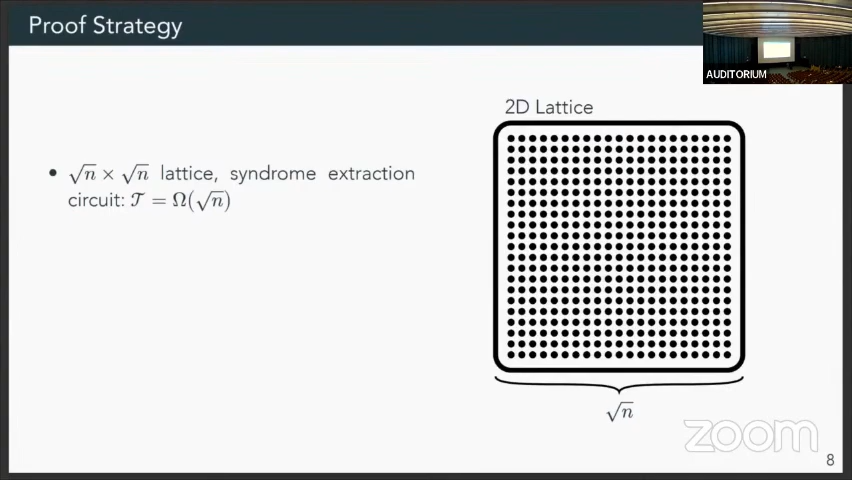 Proof Strategy
AUDITORIUM
2D Lattice
• √n × √n lattice, syndrome extraction
circuit: 𝒯 = Ω(√n)
√n
zoom
8